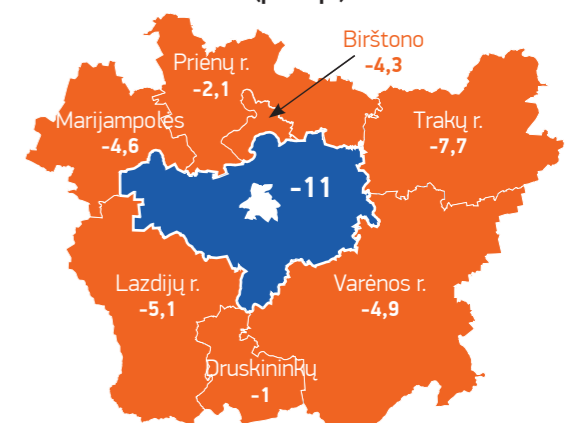 Birštono
-4,3
Prienų r.
-2,1
Marijampolės
-4,6
Trakų r.
-7,7
-11
Lazdijų r.
-5,1
Varėnos r.
-4,9
Druskininkų
-1